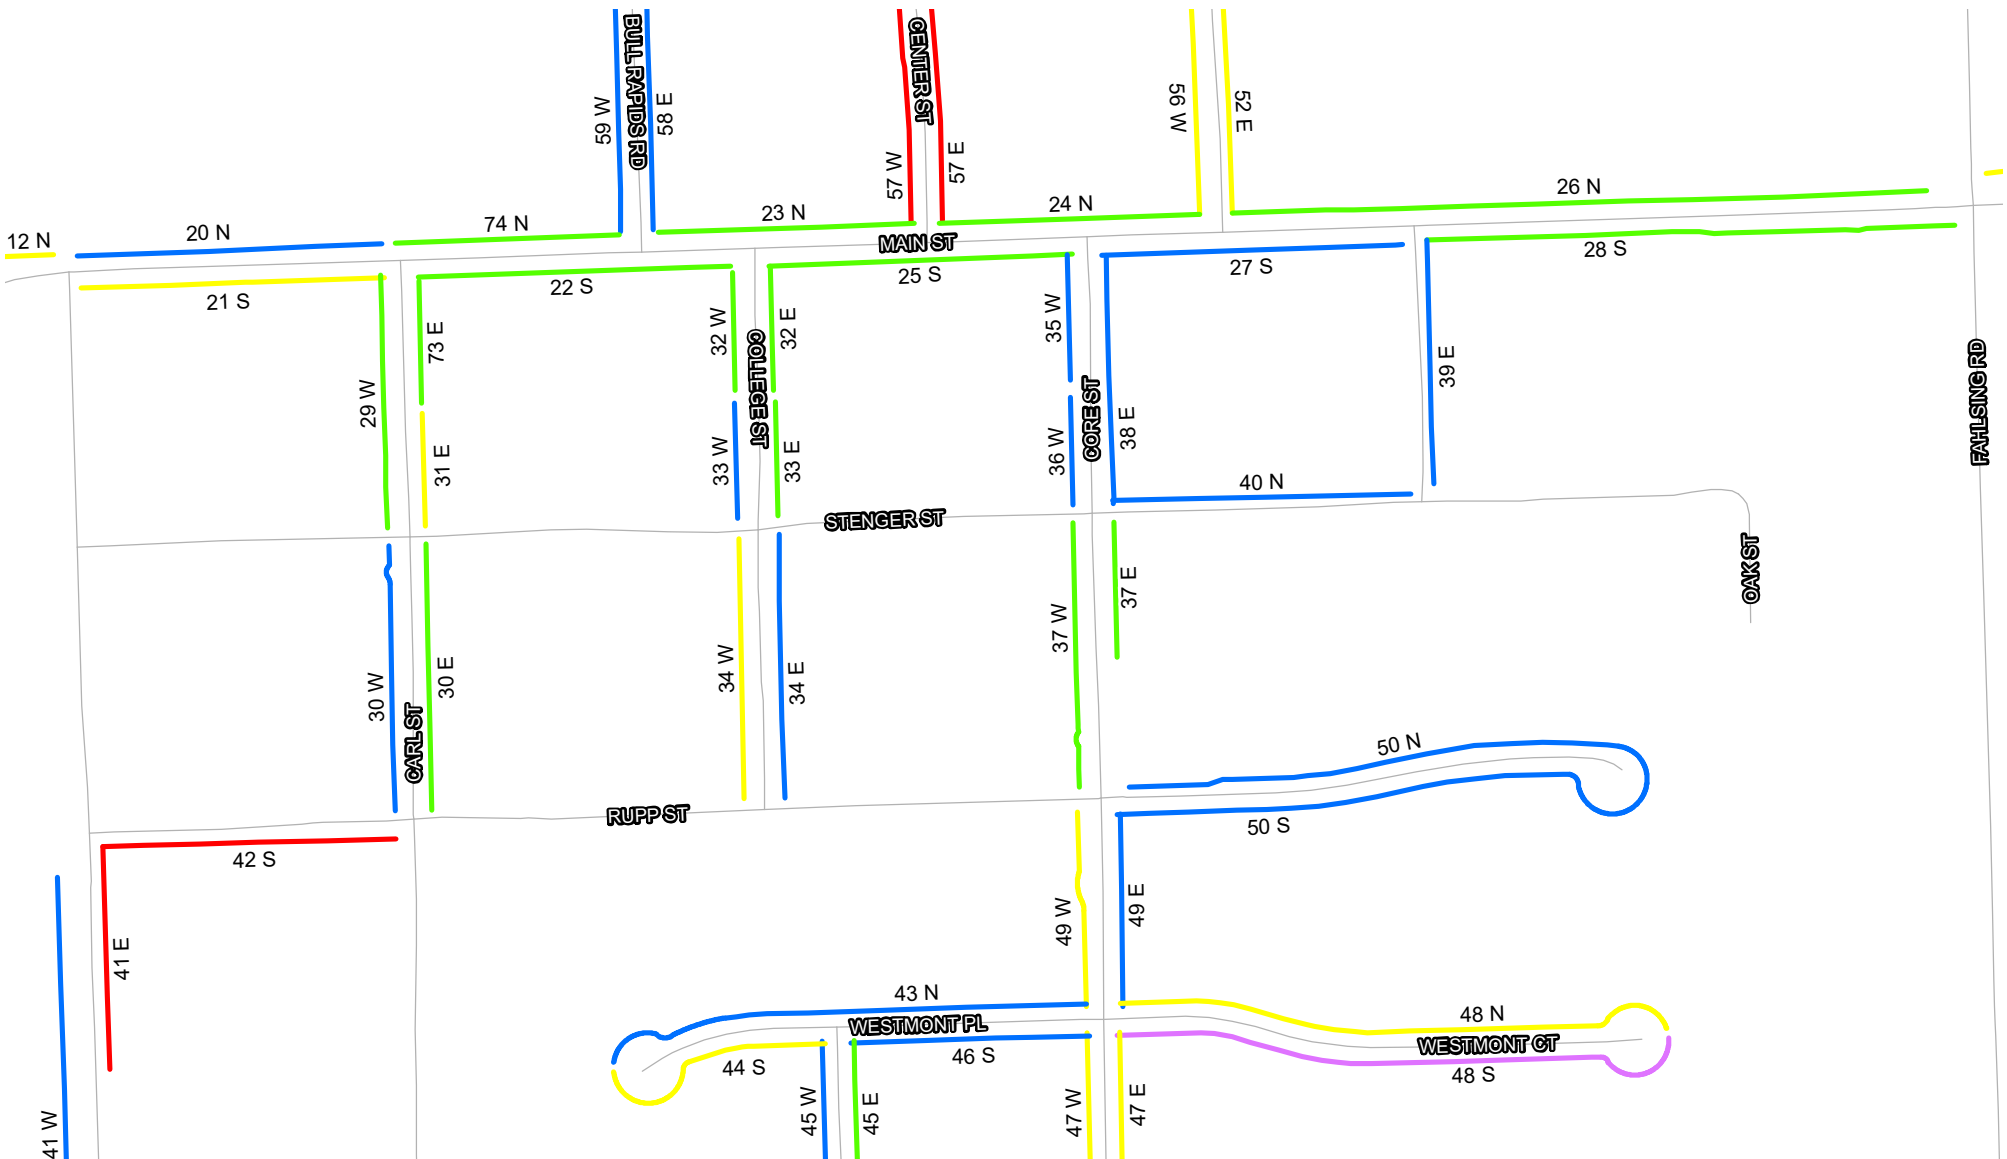 BULL RAPIDS RD
CENTER ST
59 W
58 E
57 W
57 E
56 W
52 E
26 N
12 N
20 N
74 N
23 N
24 N
MAIN ST
21 S
22 S
25 S
27 S
28 S
29 W
73 E
32 W
COLLEGE ST
32 E
35 W
CORE ST
38 E
39 E
FAHLSING RD
31 E
33 W
33 E
36 W
40 N
STENGER ST
OAK ST
37 E
37 W
30 W
CARL ST
30 E
34 W
34 E
50 N
RUPP ST
50 S
42 S
41 E
49 W
49 E
43 N
WESTMONT PL
46 S
44 S
48 N
WESTMONT CT
48 S
41 W
45 W
45 E
47 W
47 E